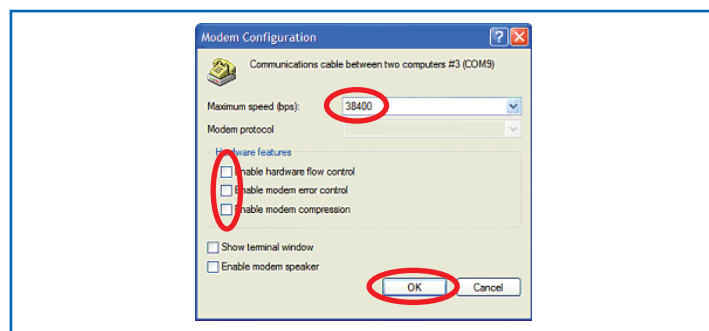 Modem Configuration
Communications cable between two computers #3 (COM9)
Maximum speed (bps): 38400
Modem protocol
Hardware features
Enable hardware flow control
Enable modem error control
Enable modem compression
Show terminal window
Enable modem speaker
OK Cancel